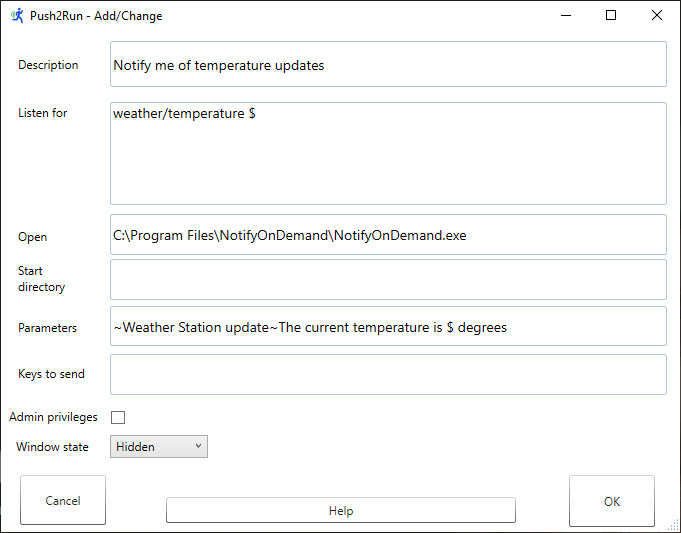 Push2Run - Add/Change
Description
Notify me of temperature updates
Listen for
weather/temperature $
Open
C:\Program Files\NotifyOnDemand\NotifyOnDemand.exe
Start
directory
Parameters
~Weather Station update~The current temperature is $ degrees
Keys to send
Admin privileges
Window state
Hidden
Cancel
Help
OK